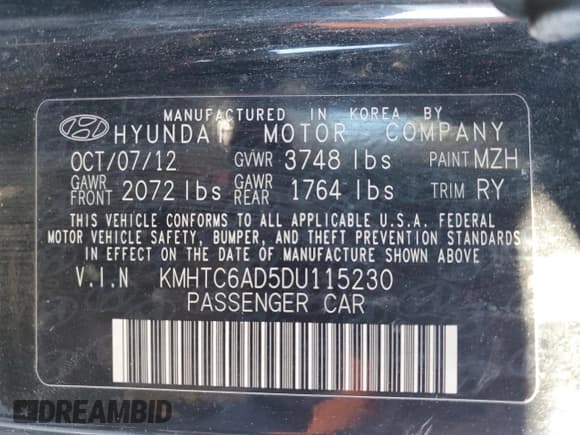 MANUFACTURED IN KOREA BY
HYUNDAI MOTOR COMPANY
OCT/07/12 GVWR 3748 lbs PAINT MZH
GAWR FRONT 2072 lbs GAWR REAR 1764 lbs TRIM RY
THIS VEHICLE CONFORMS TO ALL APPLICABLE U.S.A. FEDERAL
MOTOR VEHICLE SAFETY, BUMPER, AND THEFT PREVENTION STANDARDS
IN EFFECT ON THE DATE OF MANUFACTURE SHOWN ABOVE
V.I.N KMHTC6AD5DU115230
PASSENGER CAR
DREAMBID